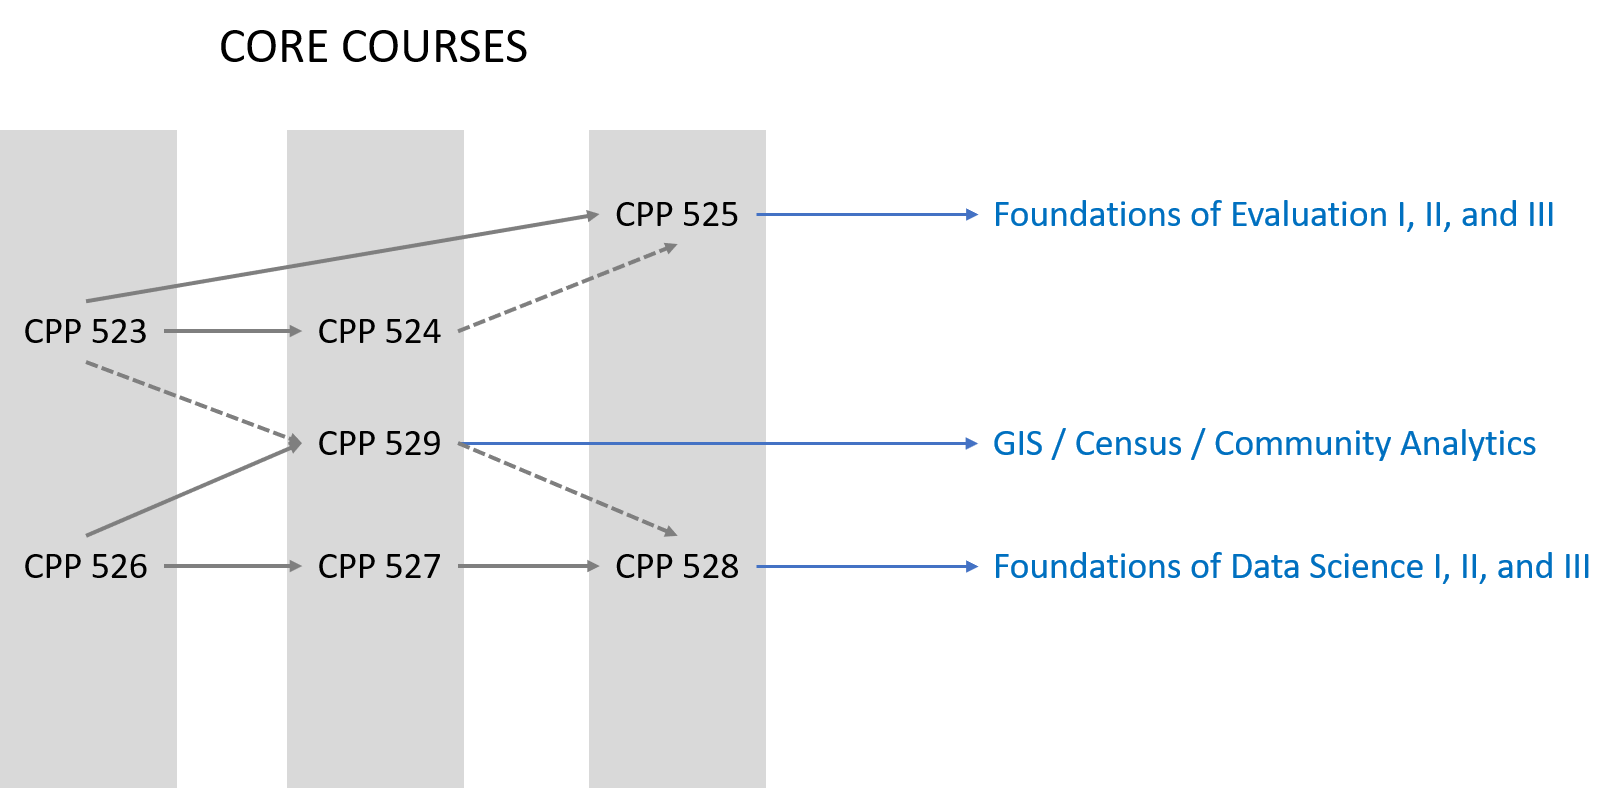 CORE COURSES
CPP 525
Foundations of Evaluation I, II, and III
CPP 523
CPP 524
CPP 529
GIS / Census / Community Analytics
CPP 526
CPP 527
CPP 528
Foundations of Data Science I, II, and III